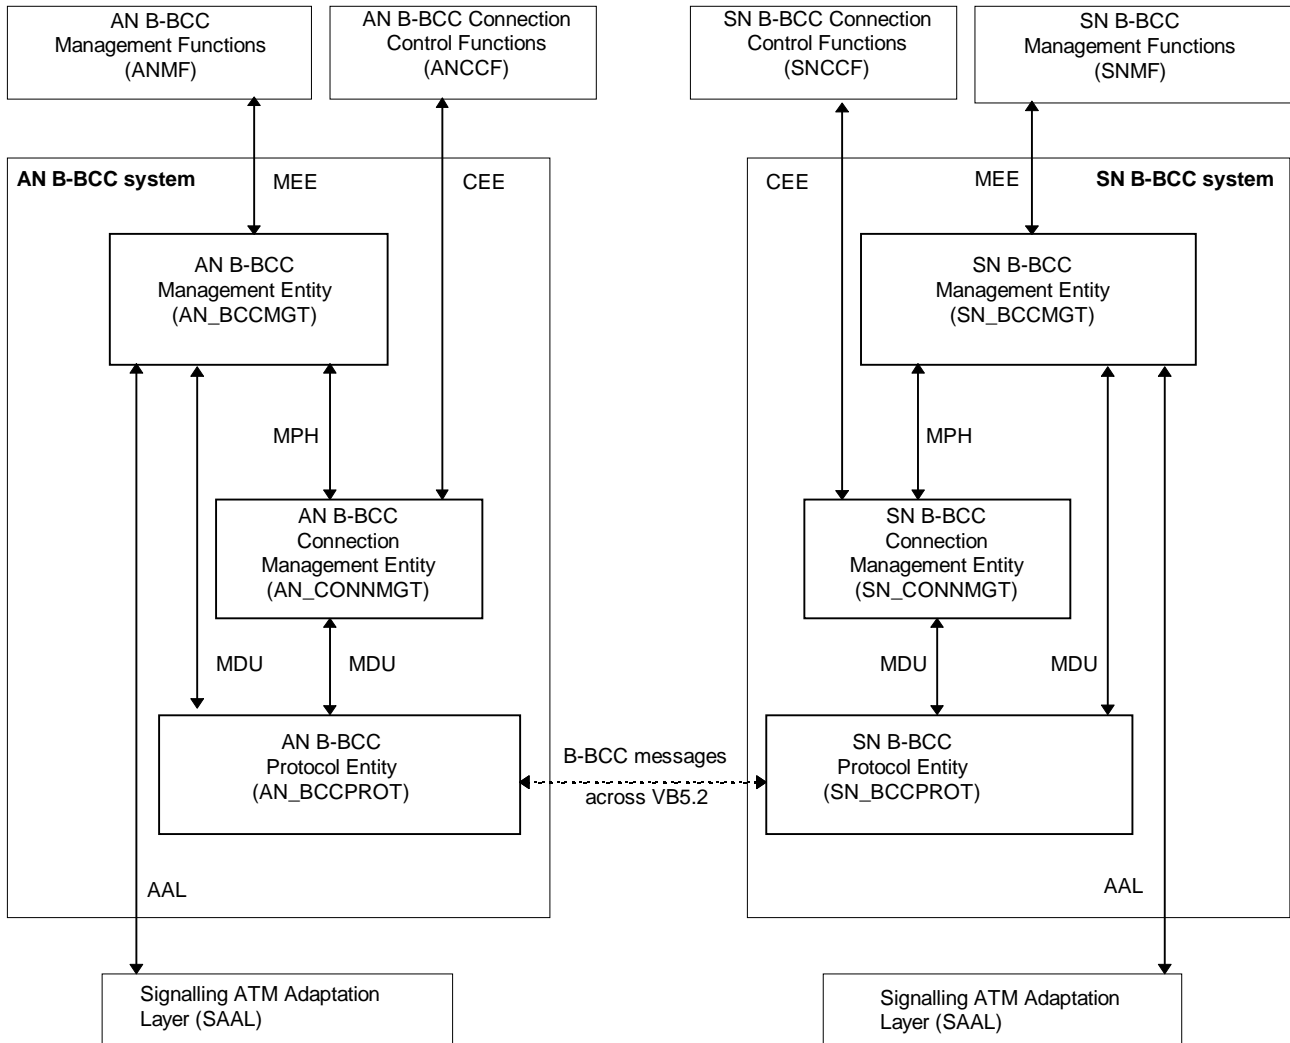 AN B-BCC
Management Functions
(ANMF)
AN B-BCC Connection
Control Functions
(ANCCF)
SN B-BCC Connection
Control Functions
(SNCCF)
SN B-BCC
Management Functions
(SNMF)
AN B-BCC system
MEE
CEE
CEE
MEE
SN B-BCC system
AN B-BCC
Management Entity
(AN_BCCMGT)
SN B-BCC
Management Entity
(SN_BCCMGT)
MPH
MPH
AN B-BCC
Connection
Management Entity
(AN_CONNMGT)
SN B-BCC
Connection
Management Entity
(SN_CONNMGT)
MDU
MDU
MDU
MDU
AN B-BCC
Protocol Entity
(AN_BCCPROT)
B-BCC messages
across VB5.2
SN B-BCC
Protocol Entity
(SN_BCCPROT)
AAL
AAL
Signalling ATM Adaptation
Layer (SAAL)
Signalling ATM Adaptation
Layer (SAAL)